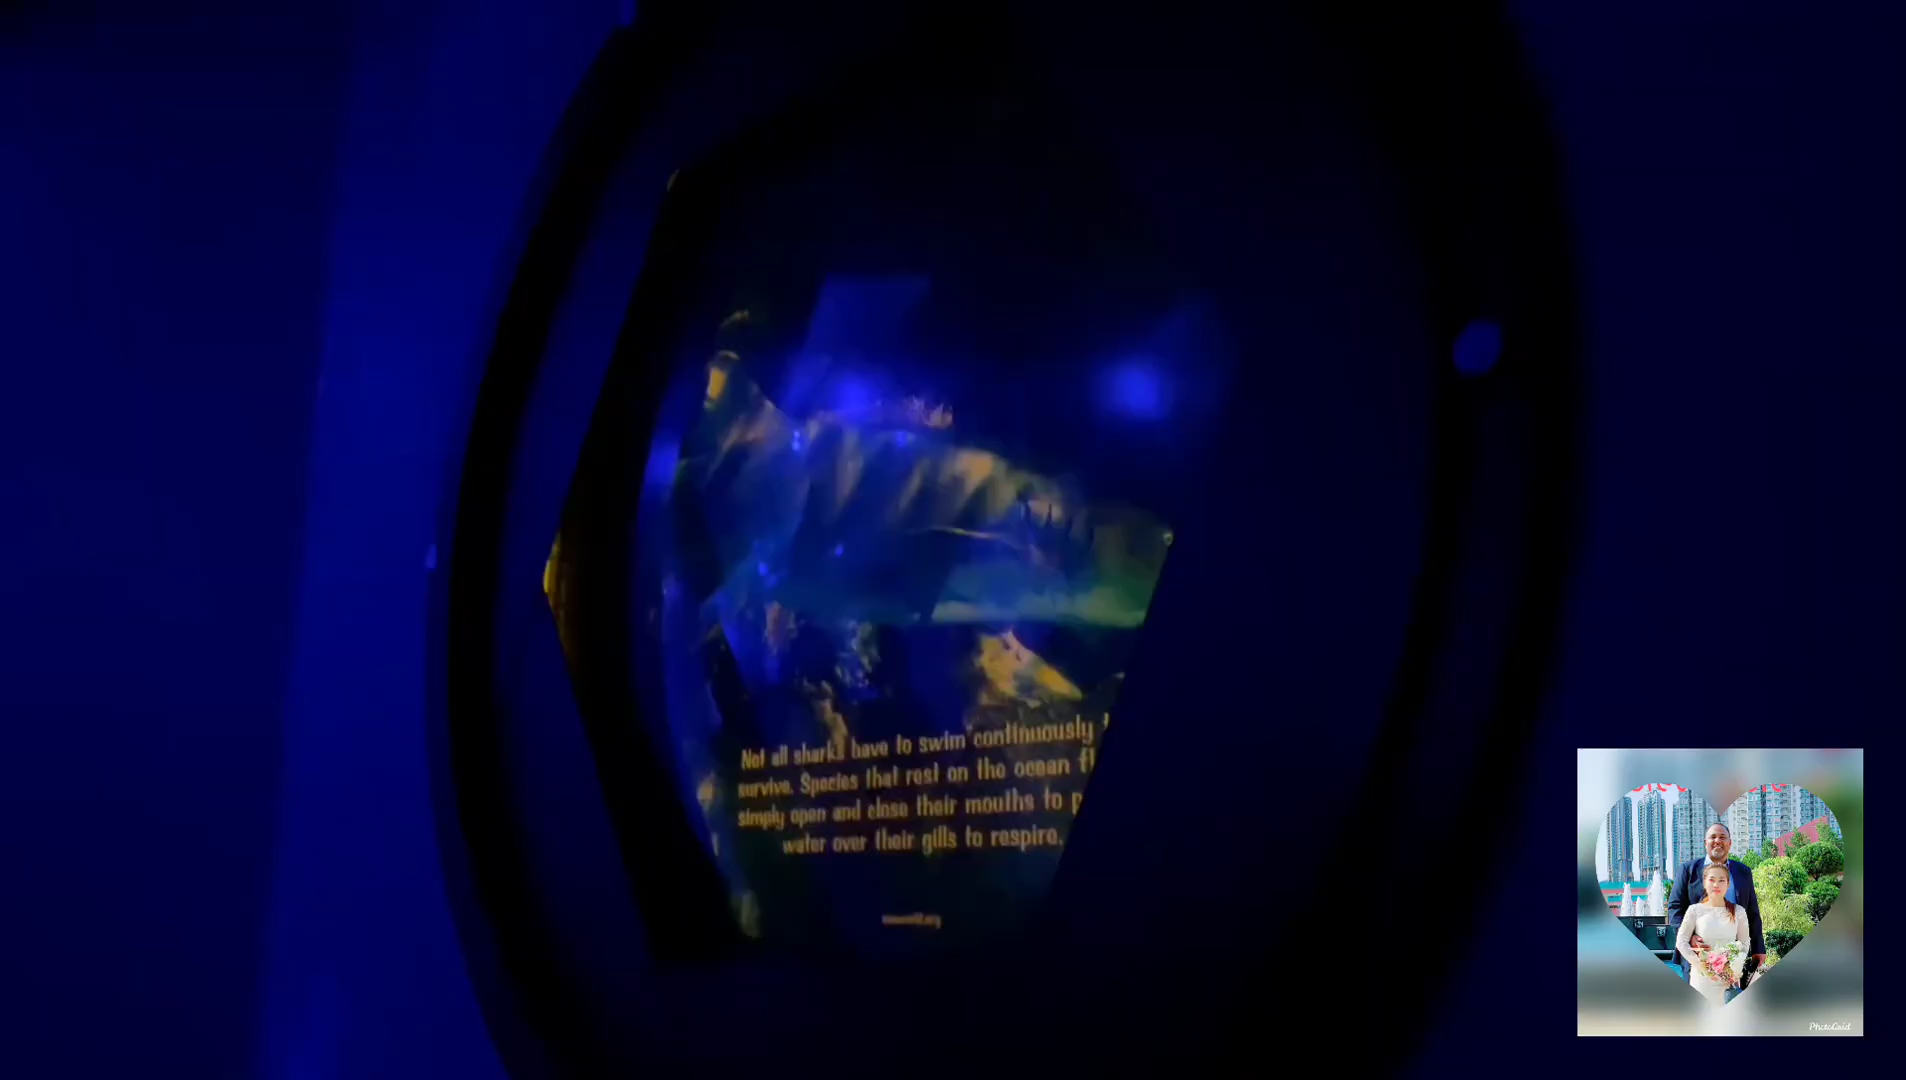 Not all sharks have to swim continuously
survive. Species that rest on the ocean fl
simply open and close their mouths to p
water over their gills to respire.
PhotoGrid